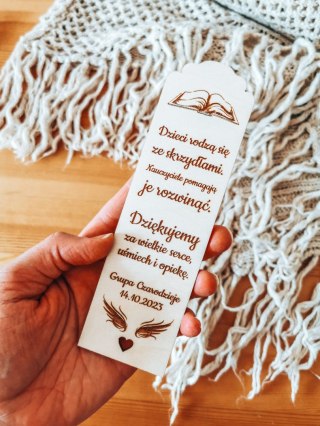 Dzieci rodzą się
ze skrzydłami.
Nauczyciele pomagają
je rozwinąć.
Dziękujemy
za wielkie serce,
uśmiech i opiekę.
Grupa Czarodzieje
14.10.2023